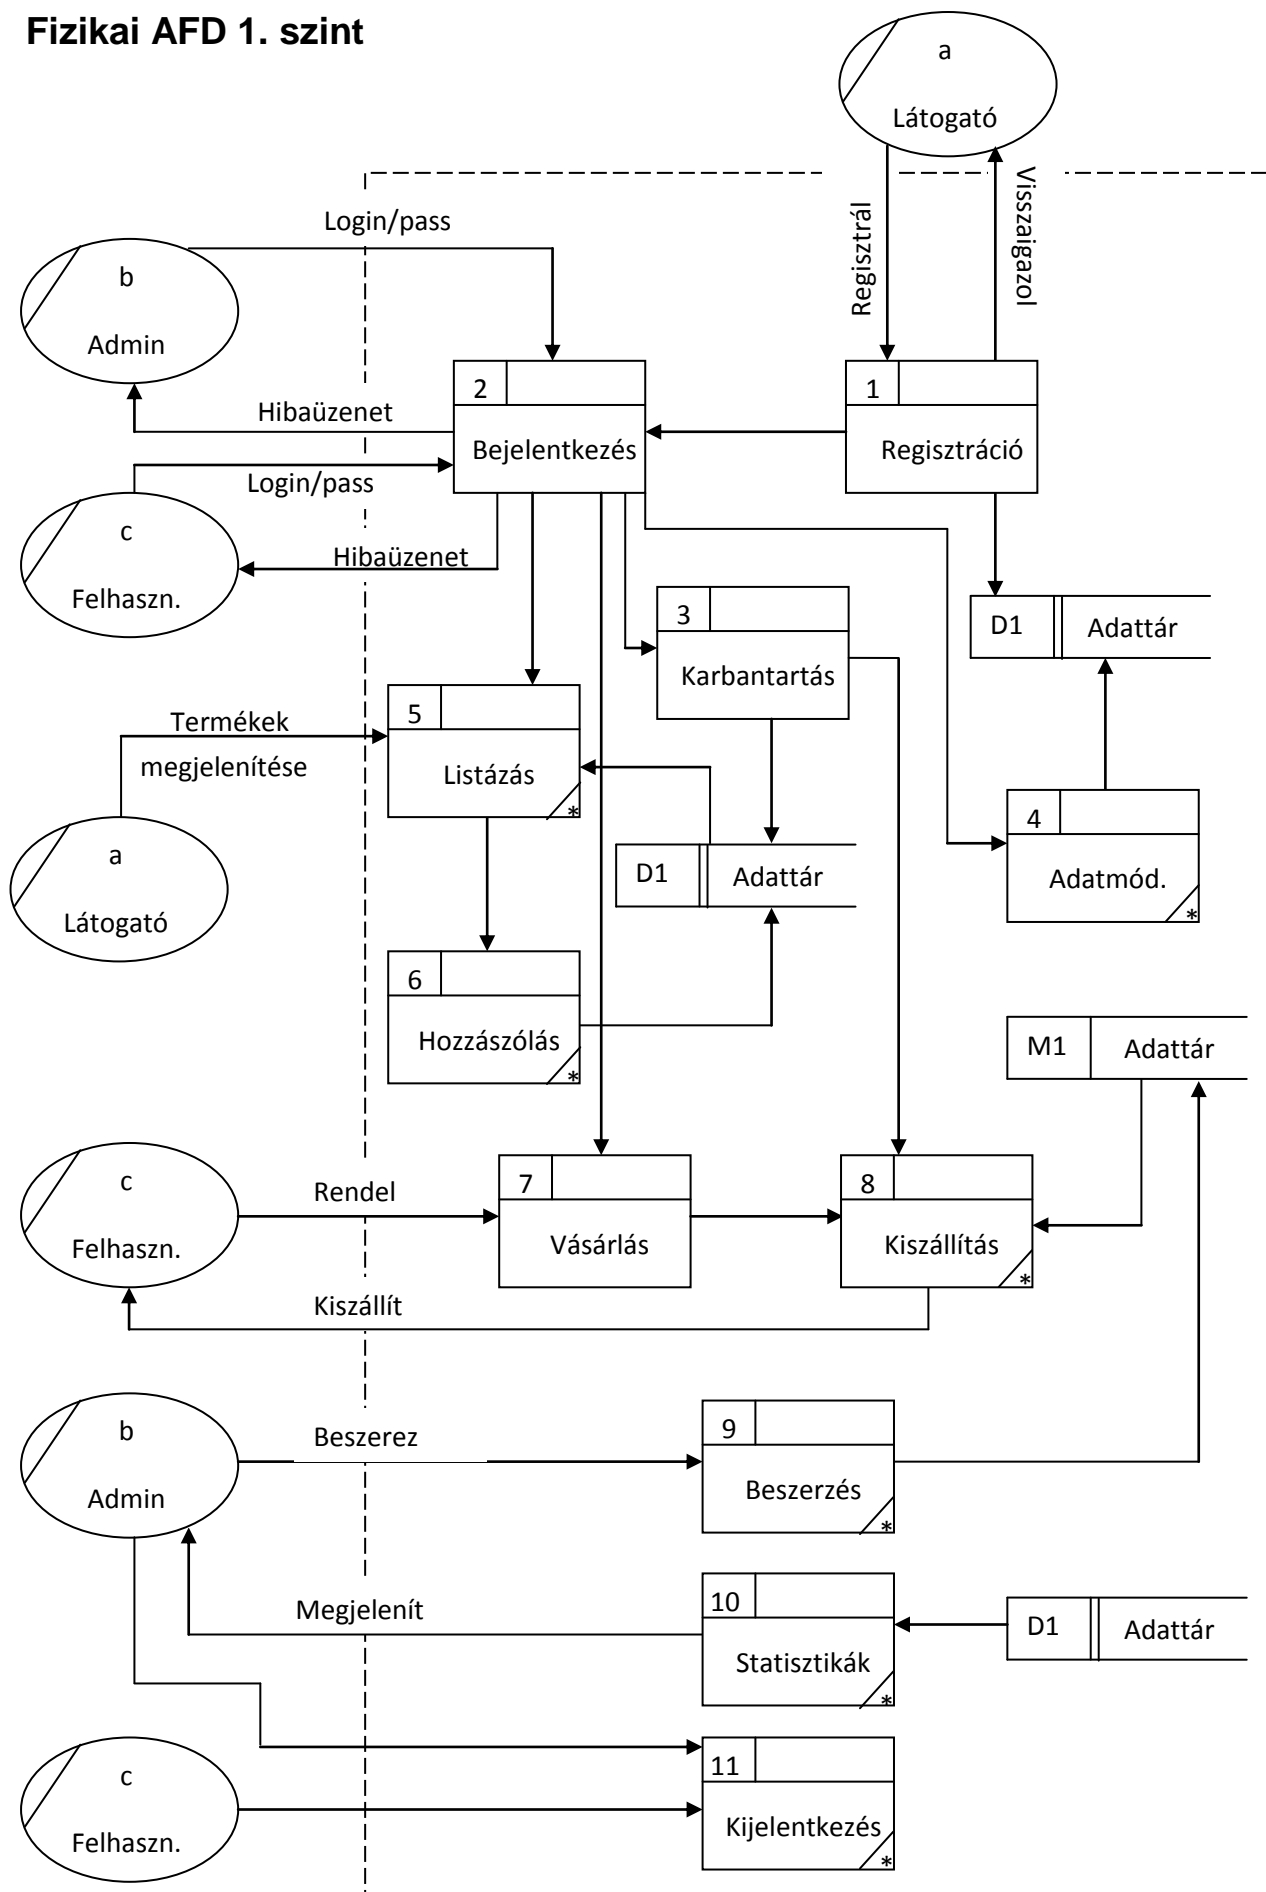 Fizikai AFD 1. szint
a
Látogató
Regisztrál
Visszaigazol
Login/pass
b
Admin
Hibaüzenet
2
Bejelentkezés
1
Regisztráció
Login/pass
c
Felhaszn.
Hibaüzenet
3
Karbantartás
D1
Adattár
Termékek
megjelenítése
5
Listázás
*
4
Adatmód.
*
a
Látogató
D1
Adattár
6
Hozzászólás
*
M1
Adattár
c
Felhaszn.
Rendel
7
Vásárlás
8
Kiszállítás
*
Kiszállít
b
Admin
Beszerez
9
Beszerzés
*
Megjelenít
10
Statisztikák
*
D1
Adattár
c
Felhaszn.
11
Kijelentkezés
*